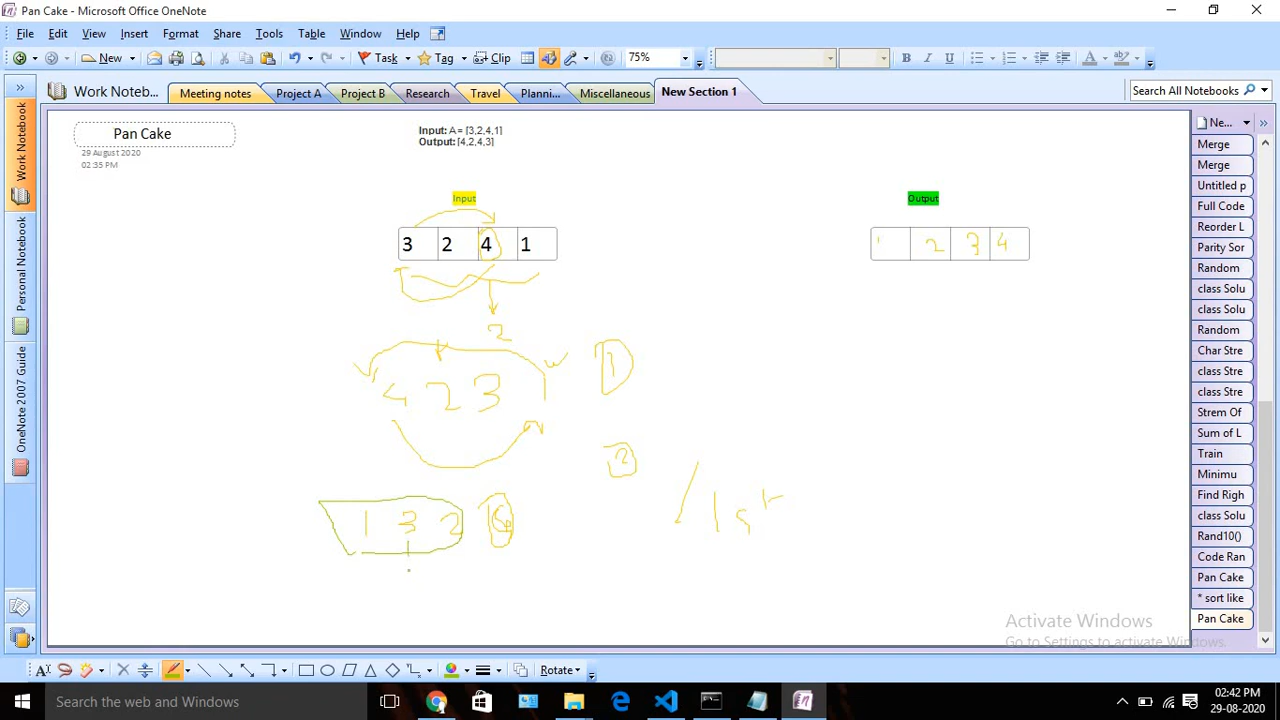 Pan Cake - Microsoft Office OneNote
File Edit View Insert Format Share Tools Table Window Help
New Task Tag Clip 75%
Work Noteb... Meeting notes Project A Project B Research Travel Planni... Miscellaneous New Section 1 Search All Notebooks
Work Notebook
Personal Notebook
OneNote 2007 Guide
Pan Cake
29 August 2020
02:35 PM
Input: A = [3,2,4,1]
Output: [4,2,4,3]
Input
Output
3 2 4 1
1 2 3 4
2
4 2 3 1
1
2
1 3 2
Ne...
Merge
Merge
Untitled p
Full Code
Reorder L
Parity Sor
Random
class Solu
class Solu
Random
Char Stre
class Stre
class Stre
Strem Of
Sum of L
Train
Minimu
Find Righ
class Solu
Rand10()
Code Ran
Pan Cake
* sort like
Pan Cake
Activate Windows
Go to Settings to activate Windows.
Rotate
Search the web and Windows
02:42 PM
29-08-2020